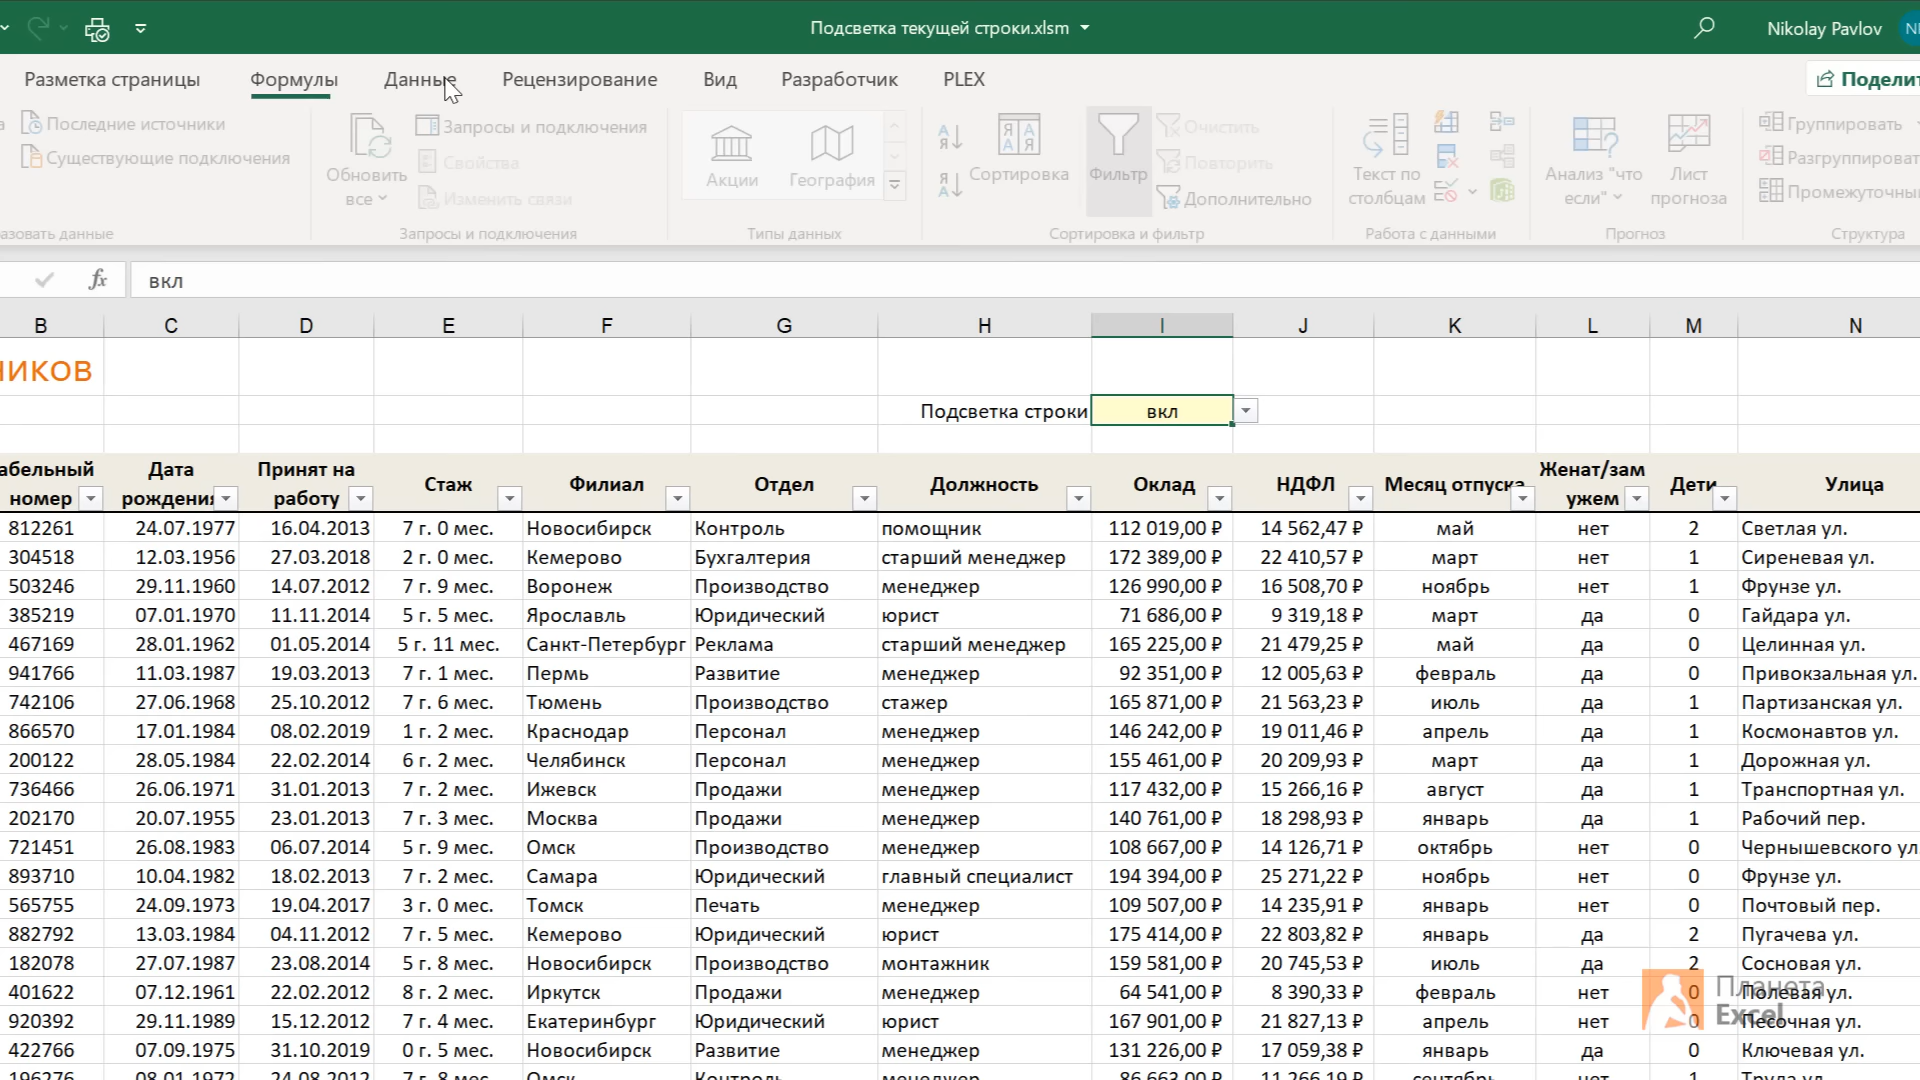 Подсветка текущей строки.xlsm
Nikolay Pavlov
Разметка страницы Формулы Данные Рецензирование Вид Разработчик PLEX
Последние источники
Существующие подключения
Обновить все
Запросы и подключения
Свойства
Изменить связи
Запросы и подключения
Акции География
Типы данных
Сортировка
Фильтр
Очистить
Повторить
Дополнительно
Сортировка и фильтр
Текст по столбцам
Работа с данными
Анализ "что если"
Лист прогноза
Прогноз
Группировать
Структура
fx вкл
B C D E F G H I J K L M N
Подсветка строки вкл
номер Дата рождения Принят на работу Стаж Филиал Отдел Должность Оклад НДФЛ Месяц отпуска Женат/замужем Дети Улица
812261 24.07.1977 16.04.2013 7 г. 0 мес. Новосибирск Контроль помощник 112 019,00 ₽ 14 562,47 ₽ май нет 2 Светлая ул.
304518 12.03.1956 27.03.2018 2 г. 0 мес. Кемерово Бухгалтерия старший менеджер 172 389,00 ₽ 22 410,57 ₽ март нет 1 Сиреневая ул.
503246 29.11.1960 14.07.2012 7 г. 9 мес. Воронеж Производство менеджер 126 990,00 ₽ 16 508,70 ₽ ноябрь нет 1 Фрунзе ул.
385219 07.01.1970 11.11.2014 5 г. 5 мес. Ярославль Юридический юрист 71 686,00 ₽ 9 319,18 ₽ март да 0 Гайдара ул.
467169 28.01.1962 01.05.2014 5 г. 11 мес. Санкт-Петербург Реклама старший менеджер 165 225,00 ₽ 21 479,25 ₽ май да 0 Целинная ул.
941766 11.03.1987 19.03.2013 7 г. 1 мес. Пермь Развитие менеджер 92 351,00 ₽ 12 005,63 ₽ февраль да 0 Привокзальная ул.
742106 27.06.1968 25.10.2012 7 г. 6 мес. Тюмень Производство стажер 165 871,00 ₽ 21 563,23 ₽ июль да 1 Партизанская ул.
866570 17.01.1984 08.02.2019 1 г. 2 мес. Краснодар Персонал менеджер 146 242,00 ₽ 19 011,46 ₽ апрель да 1 Космонавтов ул.
200122 28.05.1984 22.02.2014 6 г. 2 мес. Челябинск Персонал менеджер 155 461,00 ₽ 20 209,93 ₽ март да 1 Дорожная ул.
736466 26.06.1971 31.01.2013 7 г. 2 мес. Ижевск Продажи менеджер 117 432,00 ₽ 15 266,16 ₽ август да 1 Транспортная ул.
202170 20.07.1955 23.01.2013 7 г. 3 мес. Москва Продажи менеджер 140 761,00 ₽ 18 298,93 ₽ январь да 1 Рабочий пер.
721451 26.08.1983 06.07.2014 5 г. 9 мес. Омск Производство менеджер 108 667,00 ₽ 14 126,71 ₽ октябрь нет 0 Чернышевского ул.
893710 10.04.1982 18.02.2013 7 г. 2 мес. Самара Юридический главный специалист 194 394,00 ₽ 25 271,22 ₽ ноябрь нет 0 Фрунзе ул.
565755 24.09.1973 19.04.2017 3 г. 0 мес. Томск Печать менеджер 109 507,00 ₽ 14 235,91 ₽ январь нет 0 Почтовый пер.
882792 13.03.1984 04.11.2012 7 г. 5 мес. Кемерово Юридический юрист 175 414,00 ₽ 22 803,82 ₽ январь да 2 Пугачева ул.
182078 27.07.1987 23.08.2014 5 г. 8 мес. Новосибирск Производство монтажник 159 581,00 ₽ 20 745,53 ₽ июль да 2 Сосновая ул.
401622 07.12.1961 22.02.2012 8 г. 2 мес. Иркутск Продажи менеджер 64 541,00 ₽ 8 390,33 ₽ февраль нет 0 Полевая ул.
920392 29.11.1989 15.12.2012 7 г. 4 мес. Екатеринбург Юридический юрист 167 901,00 ₽ 21 827,13 ₽ апрель нет 0 Песочная ул.
422766 07.09.1975 31.10.2019 0 г. 5 мес. Новосибирск Развитие менеджер 131 226,00 ₽ 17 059,38 ₽ январь да 0 Ключевая ул.
Планета
Excel